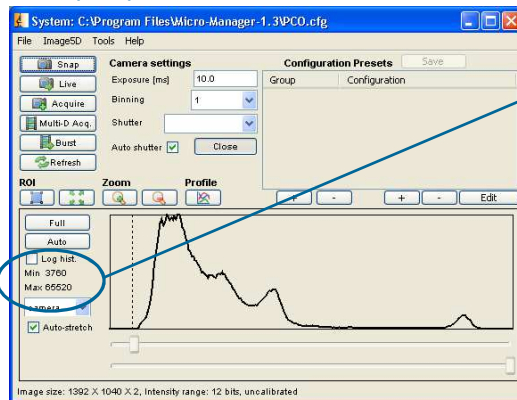 System: C:\Program Files\Micro-Manager-1.3\PCO.cfg
File Image5D Tools Help
Snap
Live
Acquire
Multi-D Acq.
Burst
Refresh
Camera settings
Exposure [ms] 10.0
Binning 1
Shutter
Auto shutter Close
Configuration Presets Save
Group Configuration
ROI Zoom Profile
+ - + - Edit
Full
Auto
Log hist.
Min 3760
Max 65520
camera
Auto-stretch
Image size: 1392 X 1040 X 2, Intensity range: 12 bits, uncalibrated